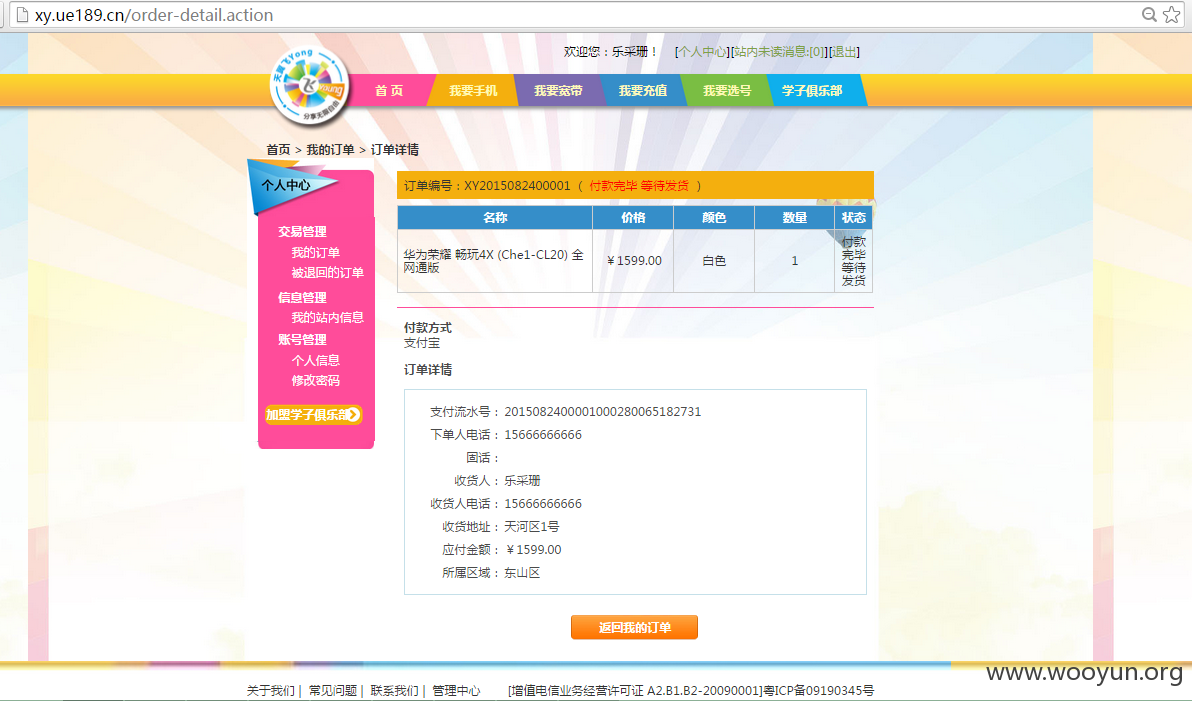 xy.ue189.cn/order-detail.action
欢迎您：乐采珊！ [个人中心][站内未读消息:[0]][退出]
天翼飞Yong
Kyoung
分享无限自由
首 页 我要手机 我要宽带 我要充值 我要选号 学子俱乐部
首页 > 我的订单 > 订单详情
个人中心
交易管理
我的订单
被退回的订单
信息管理
我的站内信息
账号管理
个人信息
修改密码
加盟学子俱乐部
订单编号：XY2015082400001 （ 付款完毕 等待发货 ）
名称 价格 颜色 数量 状态
华为荣耀 畅玩4X (Che1-CL20) 全
网通版
￥1599.00 白色 1
付款
完毕
等待
发货
付款方式
支付宝
订单详情
支付流水号： 2015082400001000280065182731
下单人电话： 15666666666
固话：
收货人： 乐采珊
收货人电话： 15666666666
收货地址： 天河区1号
应付金额： ￥1599.00
所属区域： 东山区
返回我的订单
关于我们 | 常见问题 | 联系我们 | 管理中心 [增值电信业务经营许可证 A2.B1.B2-20090001]粤ICP备09190345号
www.wooyun.org